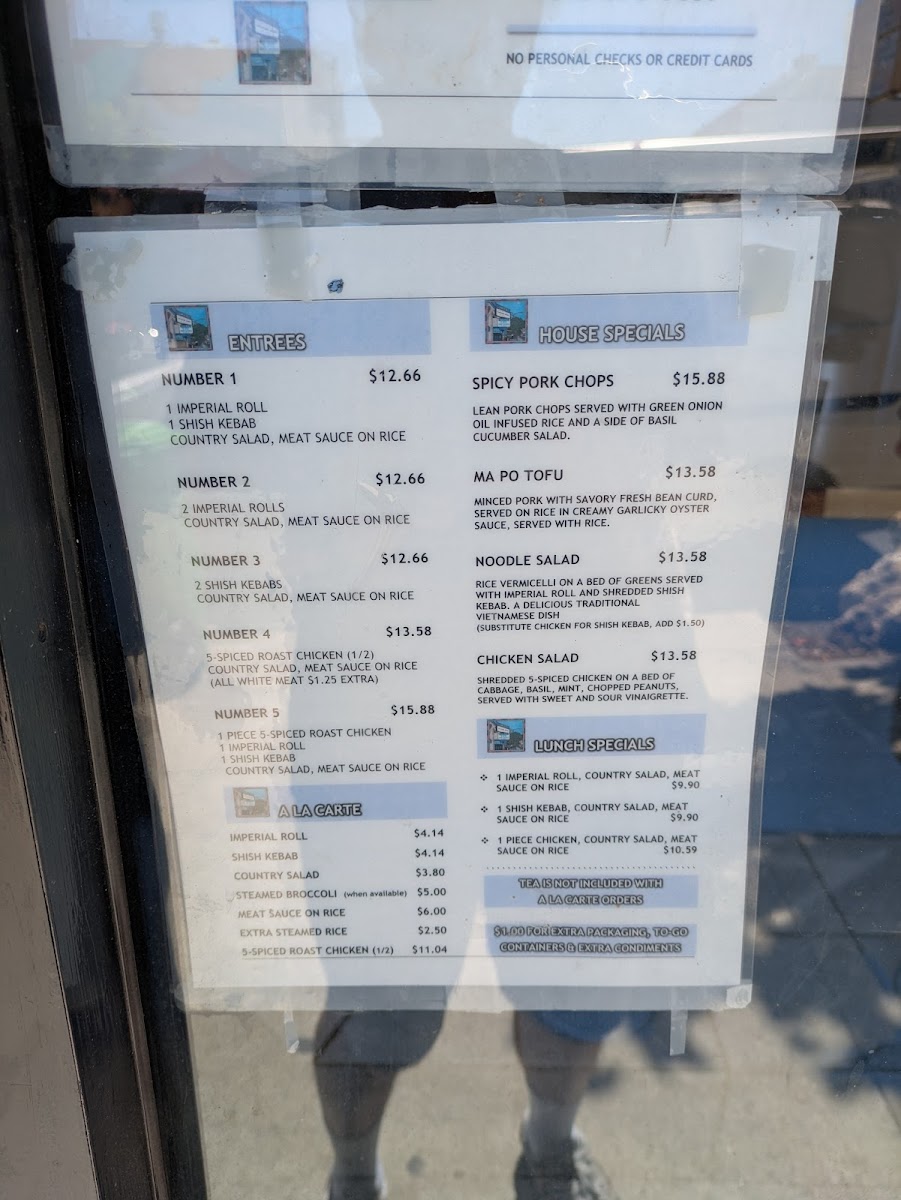 NO PERSONAL CHECKS OR CREDIT CARDS
ENTREES
NUMBER 1 $12.66
1 IMPERIAL ROLL
1 SHISH KEBAB
COUNTRY SALAD, MEAT SAUCE ON RICE
NUMBER 2 $12.66
2 IMPERIAL ROLLS
COUNTRY SALAD, MEAT SAUCE ON RICE
NUMBER 3 $12.66
2 SHISH KEBABS
COUNTRY SALAD, MEAT SAUCE ON RICE
NUMBER 4 $13.58
5-SPICED ROAST CHICKEN (1/2)
COUNTRY SALAD, MEAT SAUCE ON RICE
(ALL WHITE MEAT $1.25 EXTRA)
NUMBER 5 $15.88
1 PIECE 5-SPICED ROAST CHICKEN
1 IMPERIAL ROLL
1 SHISH KEBAB
COUNTRY SALAD, MEAT SAUCE ON RICE
A LA CARTE
IMPERIAL ROLL $4.14
SHISH KEBAB $4.14
COUNTRY SALAD $3.80
STEAMED BROCCOLI (when available) $5.00
MEAT SAUCE ON RICE $6.00
EXTRA STEAMED RICE $2.50
5-SPICED ROAST CHICKEN (1/2) $11.04
HOUSE SPECIALS
SPICY PORK CHOPS $15.88
LEAN PORK CHOPS SERVED WITH GREEN ONION
OIL INFUSED RICE AND A SIDE OF BASIL
CUCUMBER SALAD.
MA PO TOFU $13.58
MINCED PORK WITH SAVORY FRESH BEAN CURD,
SERVED ON RICE IN CREAMY GARLICKY OYSTER
SAUCE, SERVED WITH RICE.
NOODLE SALAD $13.58
RICE VERMICELLI ON A BED OF GREENS SERVED
WITH IMPERIAL ROLL AND SHREDDED SHISH
KEBAB. A DELICIOUS TRADITIONAL
VIETNAMESE DISH
(SUBSTITUTE CHICKEN FOR SHISH KEBAB, ADD $1.50)
CHICKEN SALAD $13.58
SHREDDED 5-SPICED CHICKEN ON A BED OF
CABBAGE, BASIL, MINT, CHOPPED PEANUTS,
SERVED WITH SWEET AND SOUR VINAIGRETTE.
LUNCH SPECIALS
❖ 1 IMPERIAL ROLL, COUNTRY SALAD, MEAT
SAUCE ON RICE $9.90
❖ 1 SHISH KEBAB, COUNTRY SALAD, MEAT
SAUCE ON RICE $9.90
❖ 1 PIECE CHICKEN, COUNTRY SALAD, MEAT
SAUCE ON RICE $10.59
TEA IS NOT INCLUDED WITH
A LA CARTE ORDERS
$1.00 FOR EXTRA PACKAGING, TO-GO
CONTAINERS & EXTRA CONDIMENTS